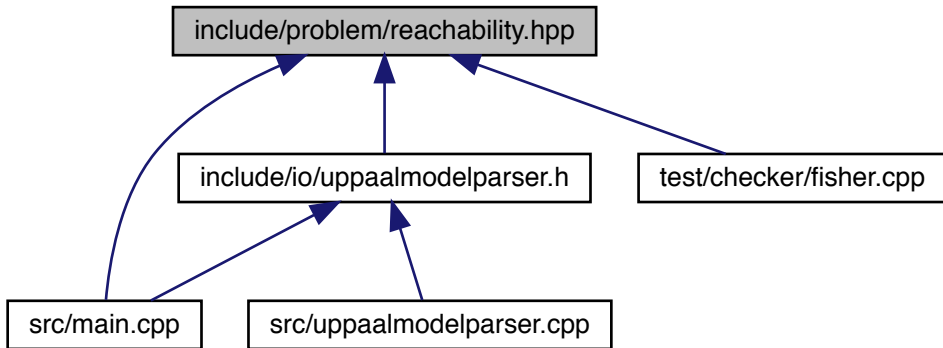 include/problem/reachability.hpp
include/io/uppaalmodelparser.h
test/checker/fisher.cpp
src/main.cpp
src/uppaalmodelparser.cpp